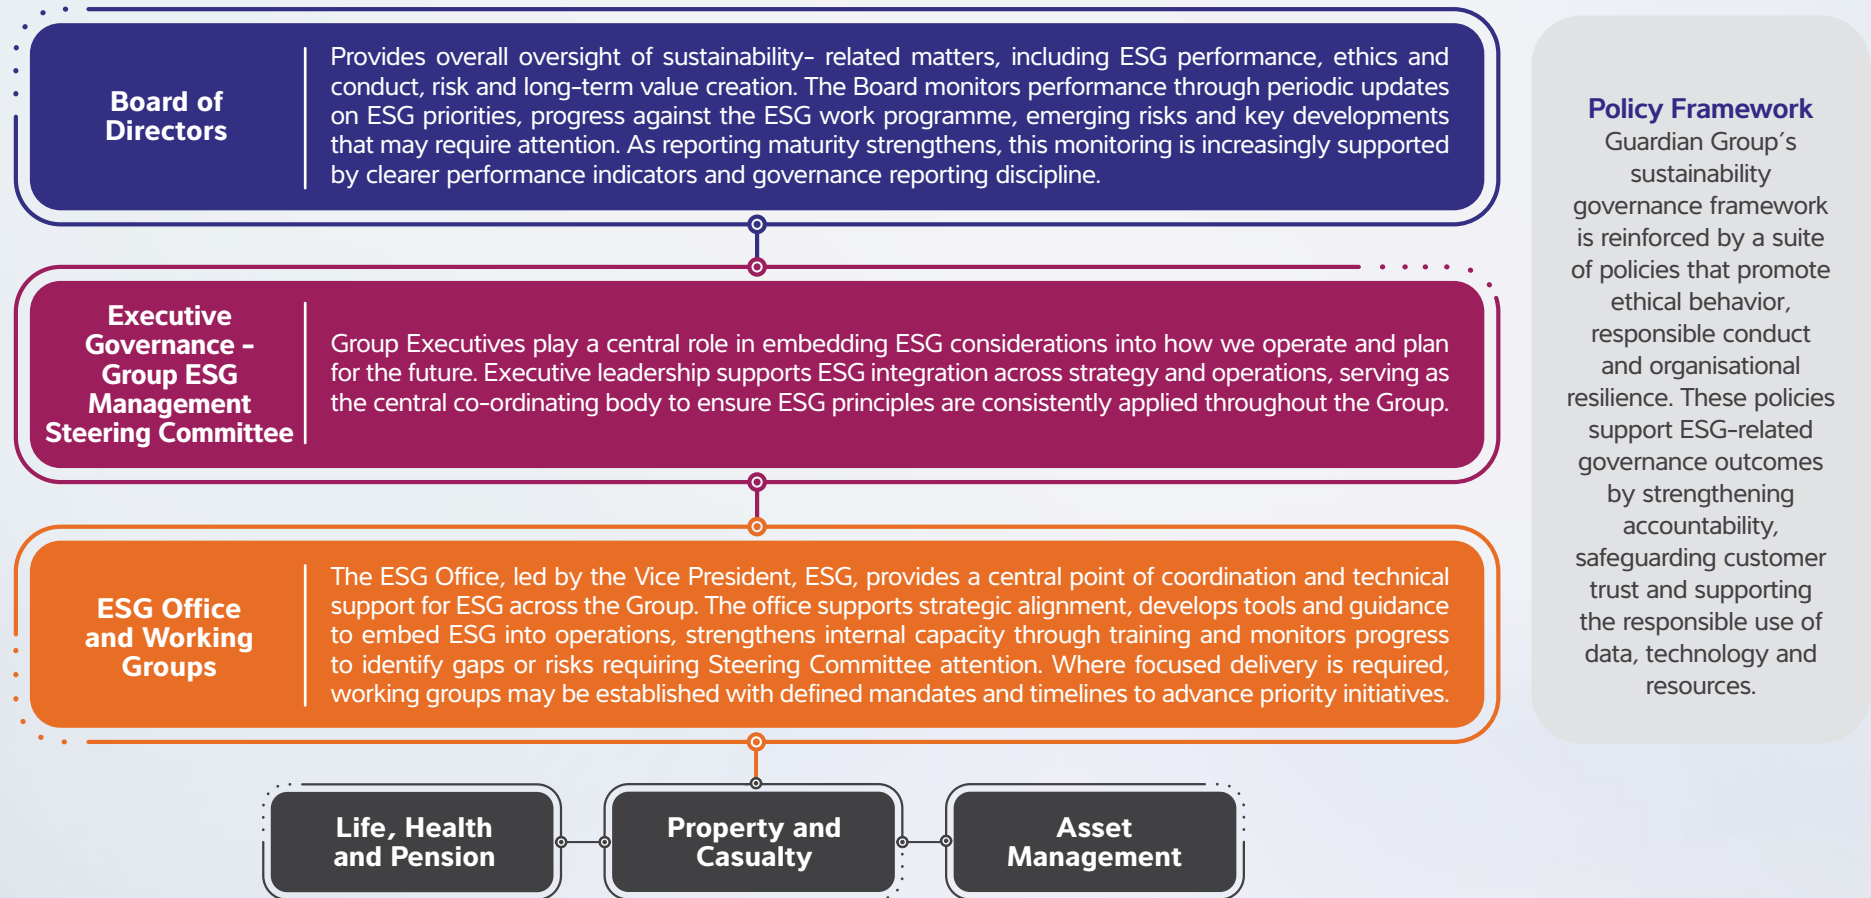 Board of
Directors
Provides overall oversight of sustainability- related matters, including ESG performance, ethics and
conduct, risk and long-term value creation. The Board monitors performance through periodic updates
on ESG priorities, progress against the ESG work programme, emerging risks and key developments
that may require attention. As reporting maturity strengthens, this monitoring is increasingly supported
by clearer performance indicators and governance reporting discipline.
Executive
Governance –
Group ESG
Management
Steering Committee
Group Executives play a central role in embedding ESG considerations into how we operate and plan
for the future. Executive leadership supports ESG integration across strategy and operations, serving as
the central co-ordinating body to ensure ESG principles are consistently applied throughout the Group.
ESG Office
and Working
Groups
The ESG Office, led by the Vice President, ESG, provides a central point of coordination and technical
support for ESG across the Group. The office supports strategic alignment, develops tools and guidance
to embed ESG into operations, strengthens internal capacity through training and monitors progress
to identify gaps or risks requiring Steering Committee attention. Where focused delivery is required,
working groups may be established with defined mandates and timelines to advance priority initiatives.
Life, Health
and Pension
Property and
Casualty
Asset
Management
Policy Framework
Guardian Group´s
sustainability
governance framework
is reinforced by a suite
of policies that promote
ethical behavior,
responsible conduct
and organisational
resilience. These policies
support ESG-related
governance outcomes
by strengthening
accountability,
safeguarding customer
trust and supporting
the responsible use of
data, technology and
resources.